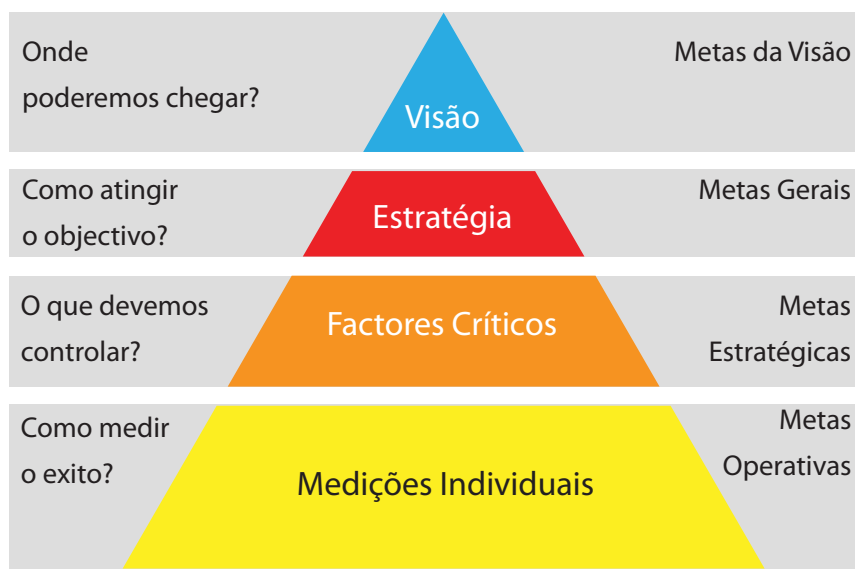 Onde
poderemos chegar?
Visão
Metas da Visão
Como atingir
o objectivo?
Estratégia
Metas Gerais
O que devemos
controlar?
Factores Críticos
Metas
Estratégicas
Como medir
o exito?
Medições Individuais
Metas
Operativas